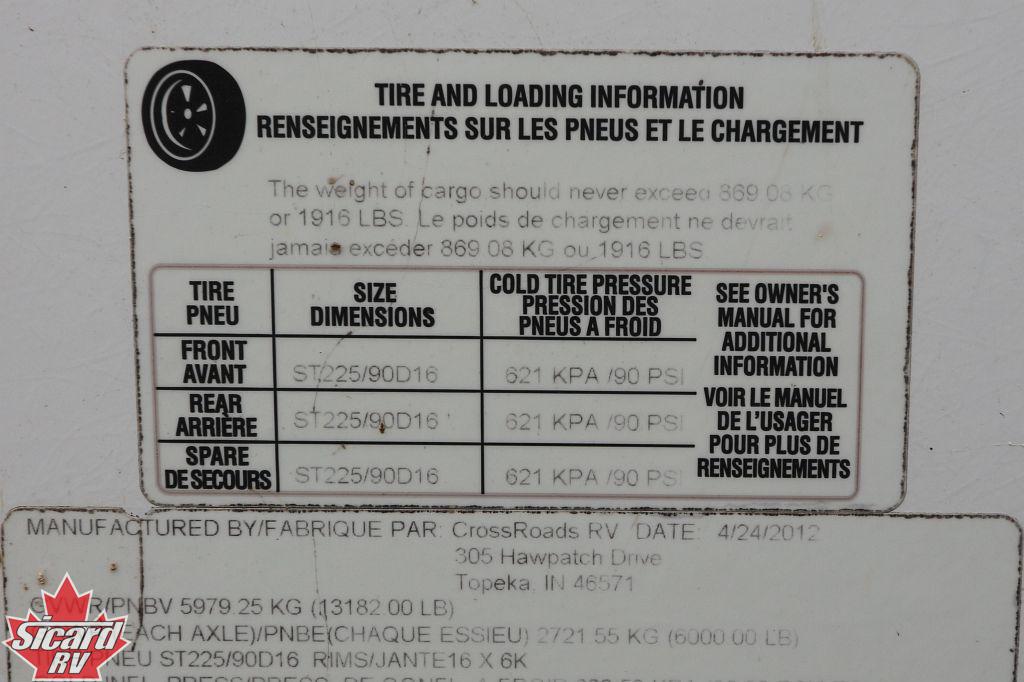 TIRE AND LOADING INFORMATION
RENSEIGNEMENTS SUR LES PNEUS ET LE CHARGEMENT
The weight of cargo should never exceed 869.08 KG
or 1916 LBS. Le poids de chargement ne devrait
jamais excéder 869.08 KG ou 1916 LBS
TIRE
PNEU
SIZE
DIMENSIONS
COLD TIRE PRESSURE
PRESSION DES
PNEUS A FROID
SEE OWNER'S
MANUAL FOR
ADDITIONAL
INFORMATION
VOIR LE MANUEL
DE L'USAGER
POUR PLUS DE
RENSEIGNEMENTS
FRONT
AVANT
ST225/90D16
621 KPA /90 PSI
REAR
ARRIÈRE
ST225/90D16
621 KPA /90 PSI
SPARE
DE SECOURS
ST225/90D16
621 KPA /90 PSI
MANUFACTURED BY/FABRIQUE PAR: CrossRoads RV DATE: 4/24/2012
305 Hawpatch Drive
Topeka, IN 46571
GVWR/PNBV 5979.25 KG (13182.00 LB)
(EACH AXLE)/PNBE(CHAQUE ESSIEU) 2721.55 KG (6000.00 LB)
PNEU ST225/90D16 RIMS/JANTE16 X 6K
Sicard
RV